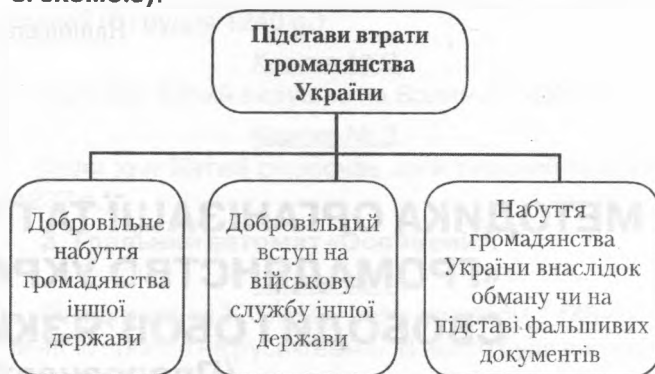 Підстави втрати
громадянства
України
Добровільне
набуття
громадянства
іншої
держави
Добровільний
вступ на
військову
службу іншої
держави
Набуття
громадянства
України внаслідок
обману чи на
підставі фальшивих
документів